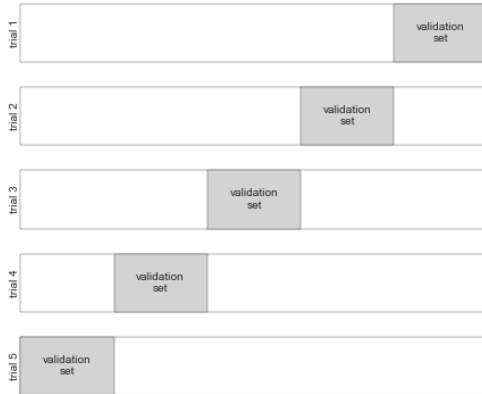 trial 1
validation
set
trial 2
validation
set
trial 3
validation
set
trial 4
validation
set
trial 5
validation
set